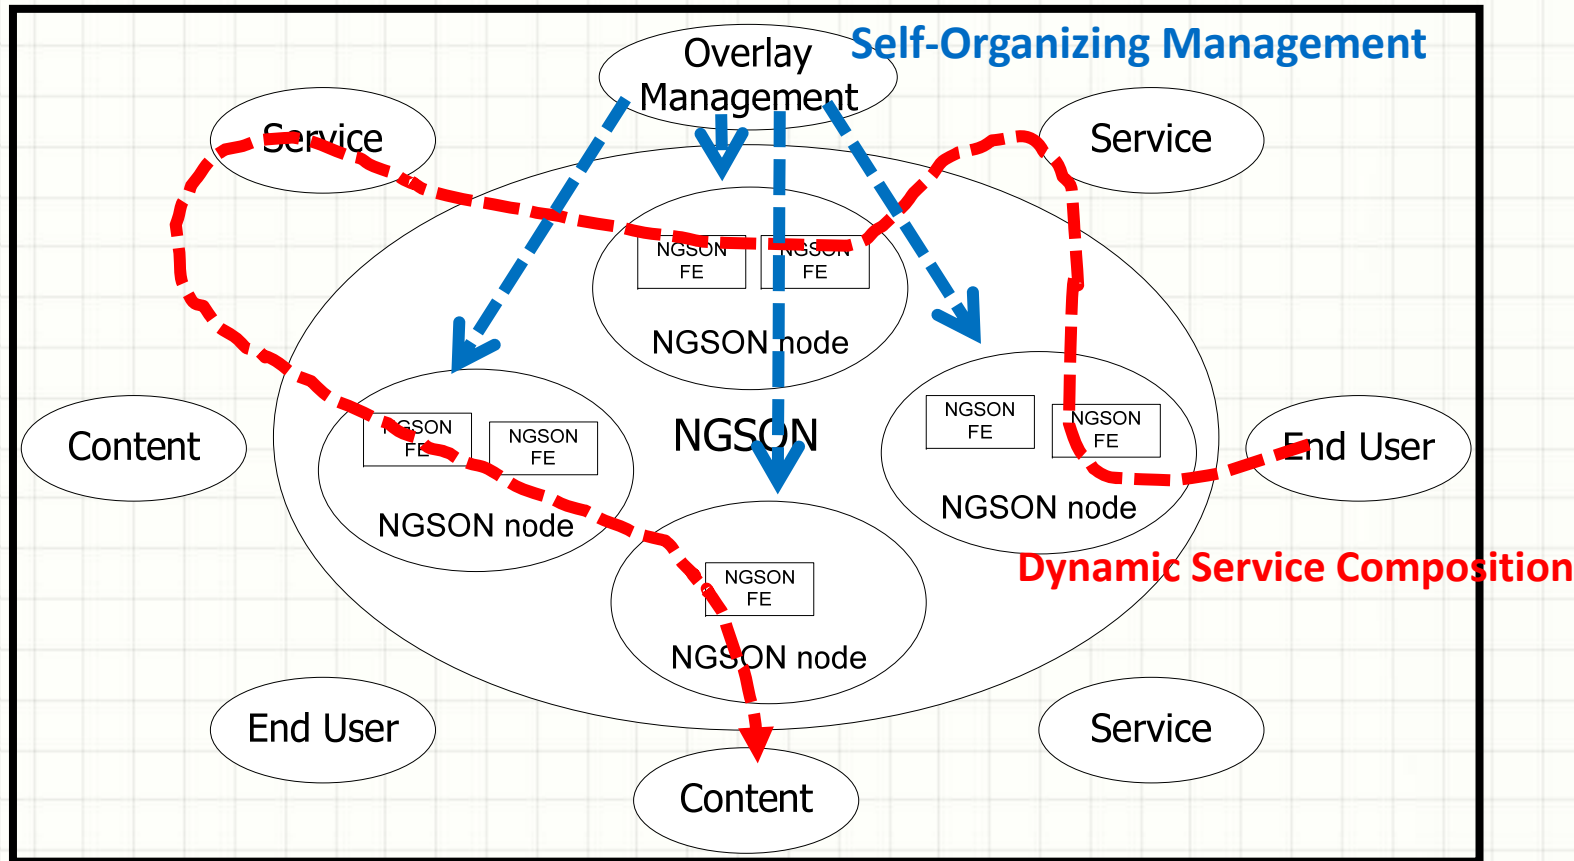 Self-Organizing Management
Overlay
Management
Service
Service
NGSON
FE
NGSON
FE
NGSON node
NGSON
FE
NGSON
FE
NGSON node
NGSON
NGSON
FE
NGSON
FE
NGSON node
Content
End User
Dynamic Service Composition
NGSON
FE
NGSON node
End User
Service
Content